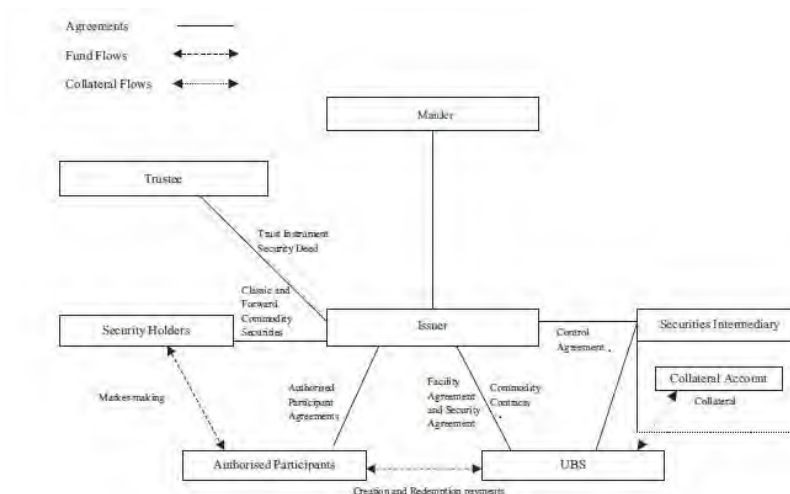 Agreements
Fund Flows
Collateral Flows
Trustee
Trust Instrument
Security Deed
Classic and
Forward
Commodity
Securities
Security Holders
Issuer
Control
Agreement
Securities Intermediary
Collateral Account
Collateral
Market-making
Authorised
Participant
Agreements
Facility
Agreement
and Security
Agreement
Commodity
Contracts
Authorised Participants
UBS
Creation and Redemption payments